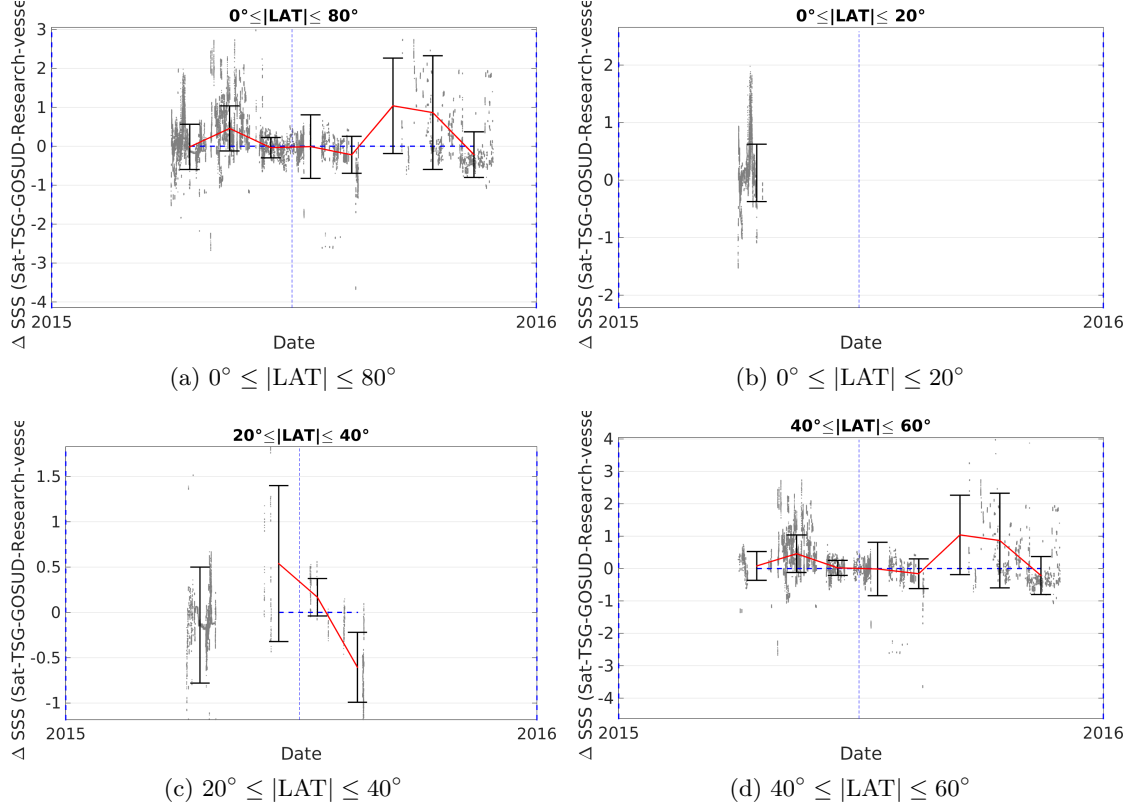 0°≤|LAT|≤ 80°
Δ SSS (Sat-TSG-GOSUD-Research-vesse
3
2
1
0
-1
-2
-3
-4
2015
2016
Date
(a) 0° ≤ |LAT| ≤ 80°
0°≤|LAT|≤ 20°
Δ SSS (Sat-TSG-GOSUD-Research-vesse
2
1
0
-1
-2
2015
2016
Date
(b) 0° ≤ |LAT| ≤ 20°
20°≤|LAT|≤ 40°
Δ SSS (Sat-TSG-GOSUD-Research-vesse
1.5
1
0.5
0
-0.5
-1
2015
2016
Date
(c) 20° ≤ |LAT| ≤ 40°
40°≤|LAT|≤ 60°
Δ SSS (Sat-TSG-GOSUD-Research-vesse
4
3
2
1
0
-1
-2
-3
-4
2015
2016
Date
(d) 40° ≤ |LAT| ≤ 60°